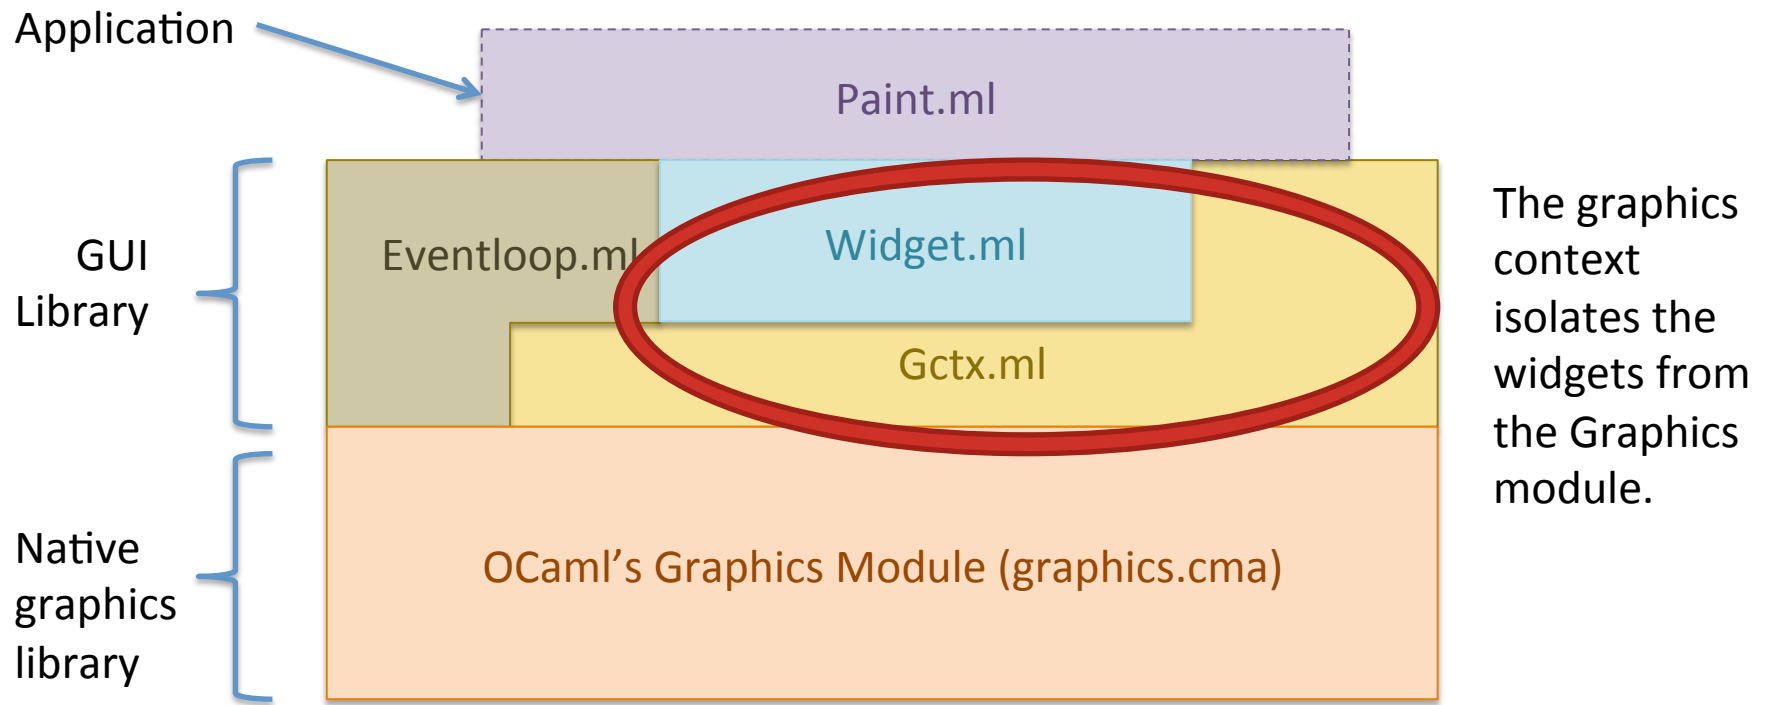 Application
Paint.ml
GUI
Library
Eventloop.ml
Widget.ml
Gctx.ml
The graphics
context
isolates the
widgets from
the Graphics
module.
Native
graphics
library
OCaml’s Graphics Module (graphics.cma)